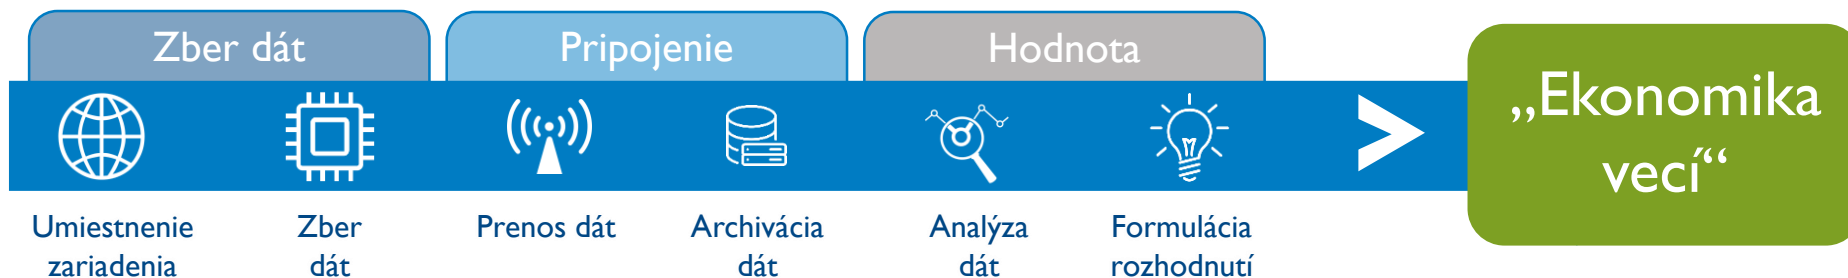 Zber dát
Pripojenie
Hodnota
„Ekonomika
vecí“
Umiestnenie
zariadenia
Zber
dát
Prenos dát
Archivácia
dát
Analýza
dát
Formulácia
rozhodnutí